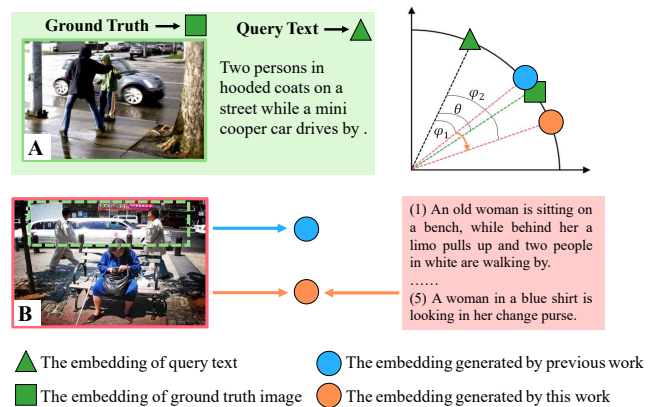 Ground Truth
Query Text
Two persons in
hooded coats on a
street while a mini
cooper car drives by .
A
φ2
θ
φ1
B
(1) An old woman is sitting on
a bench, while behind her a
limo pulls up and two people
in white are walking by.
......
(5) A woman in a blue shirt is
looking in her change purse.
The embedding of query text
The embedding generated by previous work
The embedding of ground truth image
The embedding generated by this work